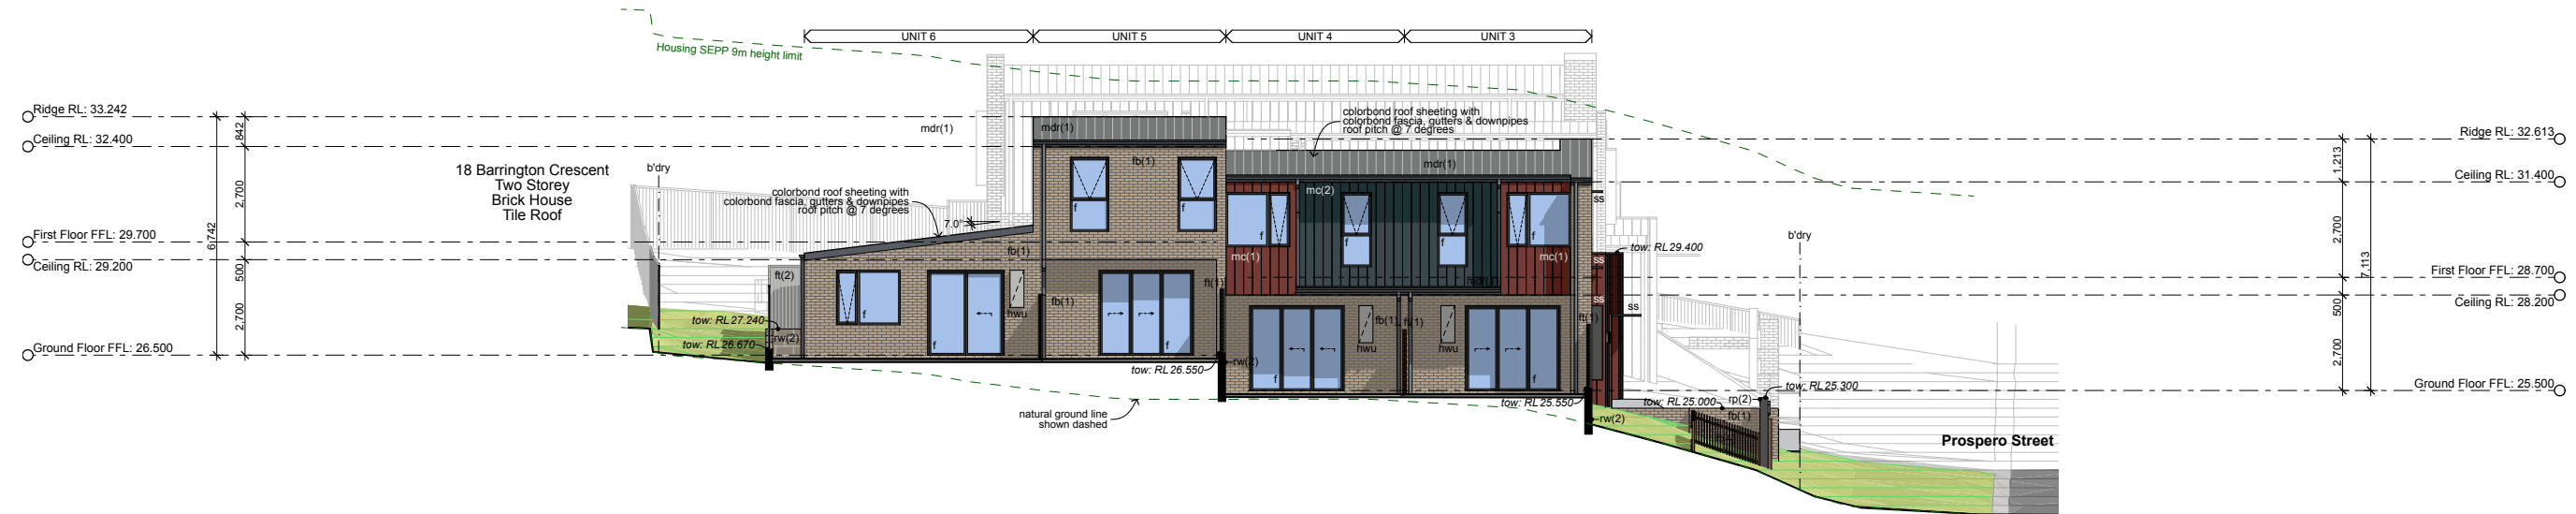 UNIT 6
UNIT 5
UNIT 4
UNIT 3
Housing SEPP 9m height limit
Ridge RL: 33.242
Ceiling RL: 32.400
First Floor FFL: 29.700
Ceiling RL: 29.200
Ground Floor FFL: 26.500
842
2,700
500
2,700
6,742
18 Barrington Crescent
Two Storey
Brick House
Tile Roof
b'dry
mdr(1)
mdr(1)
colorbond roof sheeting with
colorbond fascia, gutters & downpipes
roof pitch @ 7 degrees
7.0°
colorbond roof sheeting with
colorbond fascia, gutters & downpipes
roof pitch @ 7 degrees
mdr(1)
fb(1)
f
f
mc(2)
f
f
f
f
mc(1)
mc(1)
mdr(1)
fb(1)
ft(2)
f
hwu
f
fb(1)
ft(1)
tow: RL 27.240
rw(2)
tow: RL 26.670
tow: RL 26.550
rw(2)
f
fb(1)
ft(1)
hwu
hwu
f
ft(1)
ss
ss
ss
ss
tow: RL 29.400
b'dry
tow: RL 25.550
rw(2)
tow: RL 25.000
rp(2)
tow: RL 25.300
fb(1)
natural ground line
shown dashed
Prospero Street
Ridge RL: 32.613
Ceiling RL: 31.400
First Floor FFL: 28.700
Ceiling RL: 28.200
Ground Floor FFL: 25.500
1,213
2,700
500
2,700
7,113